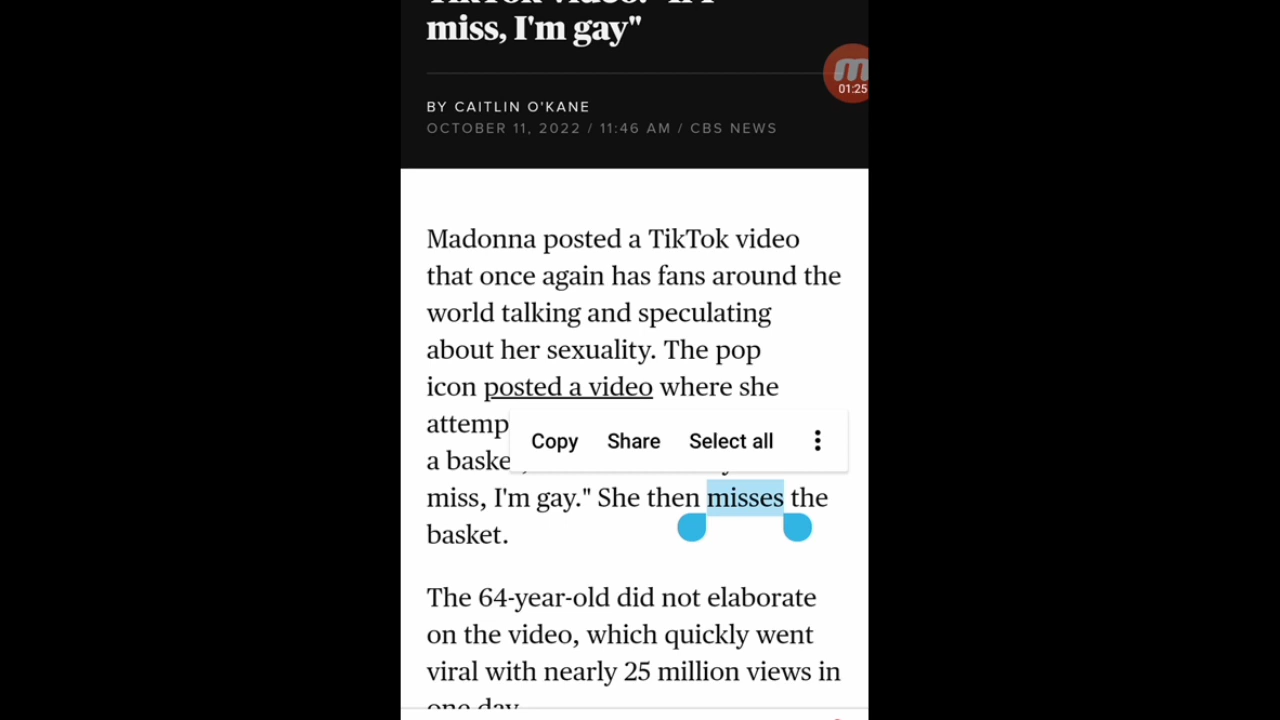 miss, I'm gay"
01:25
BY CAITLIN O'KANE
OCTOBER 11, 2022 / 11:46 AM / CBS NEWS
Madonna posted a TikTok video
that once again has fans around the
world talking and speculating
about her sexuality. The pop
icon posted a video where she
attemp
Copy Share Select all
a baske
miss, I'm gay." She then misses the
basket.
The 64-year-old did not elaborate
on the video, which quickly went
viral with nearly 25 million views in
one day